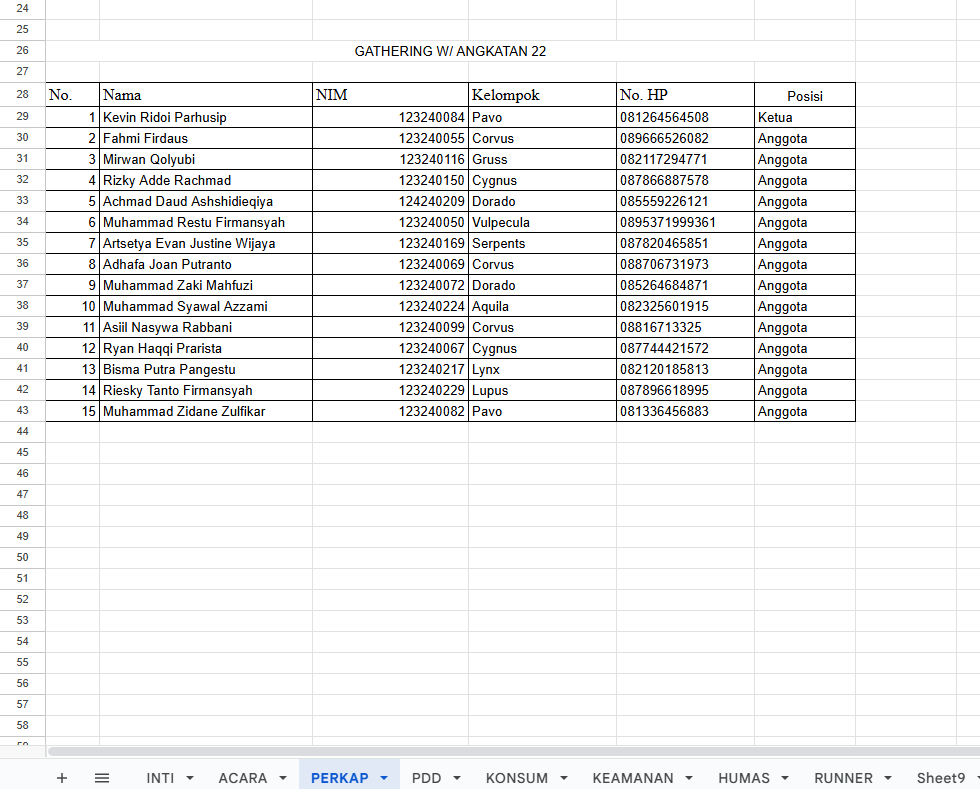 24
25
26 GATHERING W/ ANGKATAN 22
27
28 No. Nama NIM Kelompok No. HP Posisi
29 1 Kevin Ridoi Parhusip 123240084 Pavo 081264564508 Ketua
30 2 Fahmi Firdaus 123240055 Corvus 089666526082 Anggota
31 3 Mirwan Qolyubi 123240116 Gruss 082117294771 Anggota
32 4 Rizky Adde Rachmad 123240150 Cygnus 087866887578 Anggota
33 5 Achmad Daud Ashshidieqiya 124240209 Dorado 085559226121 Anggota
34 6 Muhammad Restu Firmansyah 123240050 Vulpecula 0895371999361 Anggota
35 7 Artsetya Evan Justine Wijaya 123240169 Serpents 087820465851 Anggota
36 8 Adhafa Joan Putranto 123240069 Corvus 088706731973 Anggota
37 9 Muhammad Zaki Mahfuzi 123240072 Dorado 085264684871 Anggota
38 10 Muhammad Syawal Azzami 123240224 Aquila 082325601915 Anggota
39 11 Asiil Nasywa Rabbani 123240099 Corvus 08816713325 Anggota
40 12 Ryan Haqqi Prarista 123240067 Cygnus 087744421572 Anggota
41 13 Bisma Putra Pangestu 123240217 Lynx 082120185813 Anggota
42 14 Riesky Tanto Firmansyah 123240229 Lupus 087896618995 Anggota
43 15 Muhammad Zidane Zulfikar 123240082 Pavo 081336456883 Anggota
44
45
46
47
48
49
50
51
52
53
54
55
56
57
58
59
+ INTI ACARA PERKAP PDD KONSUM KEAMANAN HUMAS RUNNER Sheet9